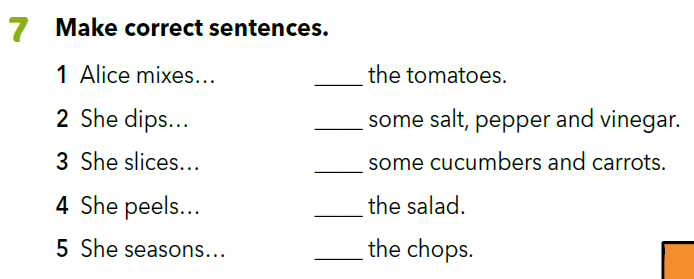 7 Make correct sentences.
1 Alice mixes… ____ the tomatoes.
2 She dips… ____ some salt, pepper and vinegar.
3 She slices… ____ some cucumbers and carrots.
4 She peels… ____ the salad.
5 She seasons… ____ the chops.